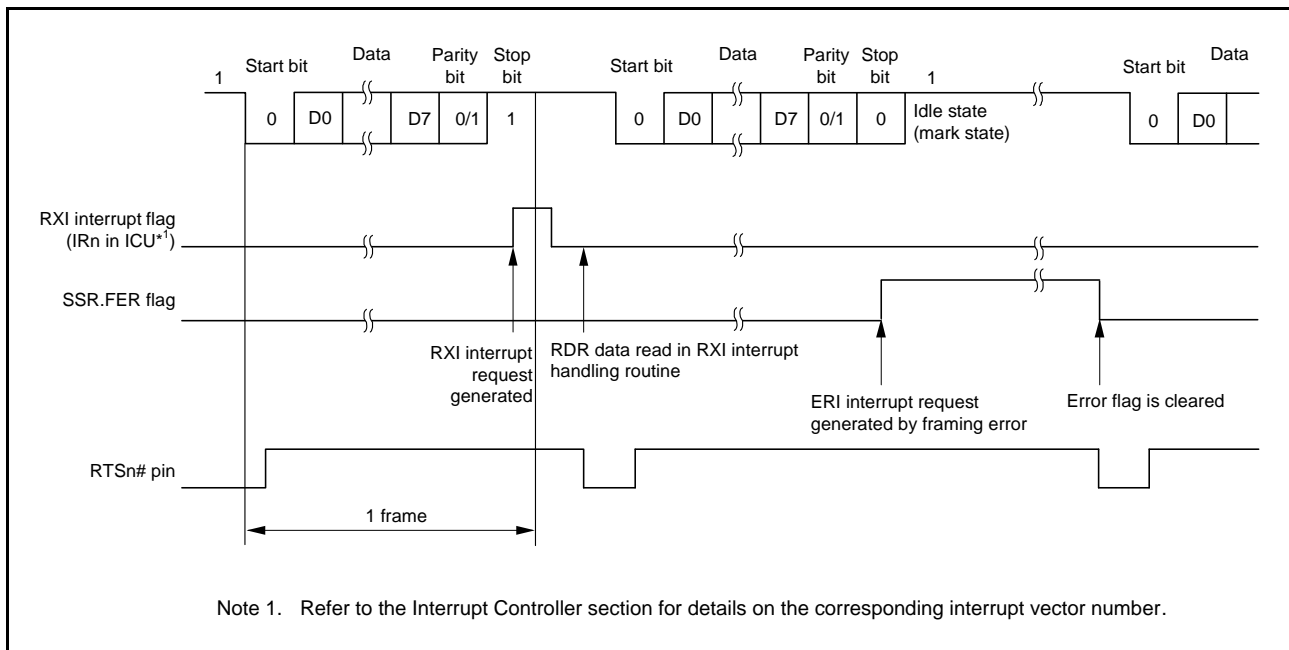 1
Start bit
Data
Parity bit
Stop bit
Start bit
Data
Parity bit
Stop bit
1
Start bit
Data
0
D0
D7
0/1
1
0
D0
D7
0/1
0
Idle state
(mark state)
0
D0
RXI interrupt flag
(IRn in ICU*1)
SSR.FER flag
RXI interrupt
request
generated
RDR data read in RXI interrupt
handling routine
ERI interrupt request
generated by framing error
Error flag is cleared
RTSn# pin
1 frame
Note 1. Refer to the Interrupt Controller section for details on the corresponding interrupt vector number.